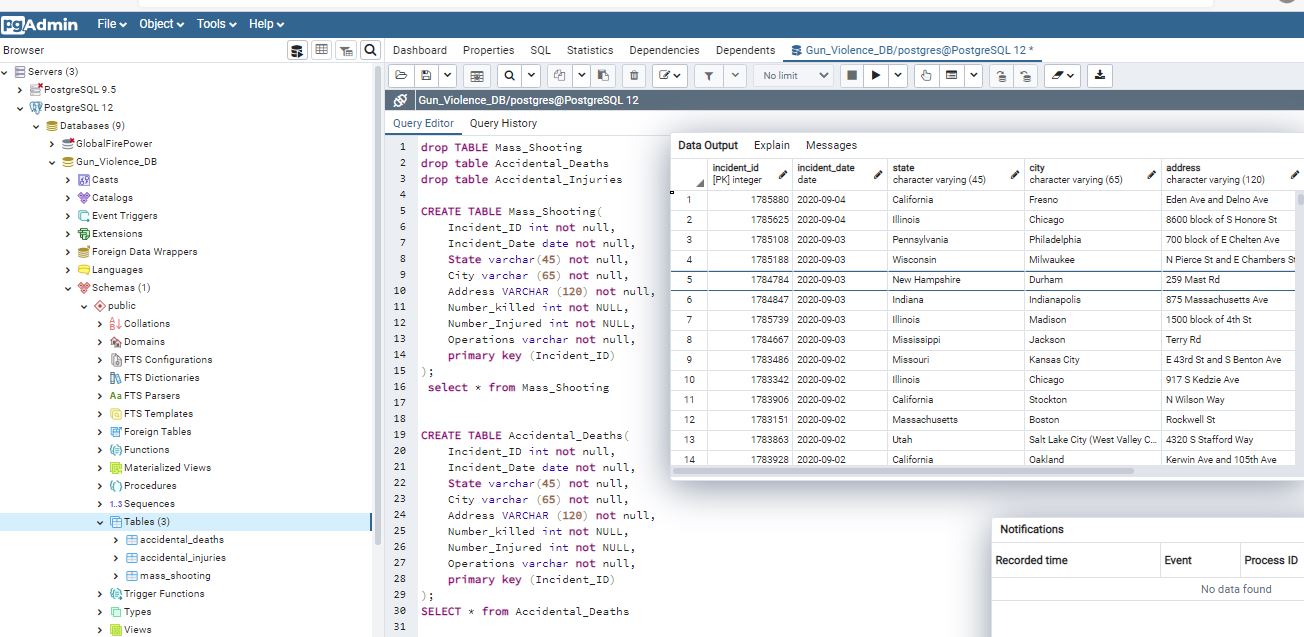 pgAdmin File Object Tools Help
Browser
Dashboard Properties SQL Statistics Dependencies Dependents Gun_Violence_DB/postgres@PostgreSQL 12 *
No limit
Gun_Violence_DB/postgres@PostgreSQL 12
Servers (3)
PostgreSQL 9.5
PostgreSQL 12
Databases (9)
GlobalFirePower
Gun_Violence_DB
Casts
Catalogs
Event Triggers
Extensions
Foreign Data Wrappers
Languages
Schemas (1)
public
Collations
Domains
FTS Configurations
FTS Dictionaries
Aa FTS Parsers
FTS Templates
Foreign Tables
Functions
Materialized Views
Procedures
1..3 Sequences
Tables (3)
accidental_deaths
accidental_injuries
mass_shooting
Trigger Functions
Types
Views
Query Editor Query History
1 drop TABLE Mass_Shooting
2 drop table Accidental_Deaths
3 drop table Accidental_Injuries
4
5 CREATE TABLE Mass_Shooting(
6 Incident_ID int not null,
7 Incident_Date date not null,
8 State varchar(45) not null,
9 City varchar (65) not null,
10 Address VARCHAR (120) not null,
11 Number_killed int not NULL,
12 Number_Injured int not NULL,
13 Operations varchar not null,
14 primary key (Incident_ID)
15 );
16 select * from Mass_Shooting
17
18
19 CREATE TABLE Accidental_Deaths(
20 Incident_ID int not null,
21 Incident_Date date not null,
22 State varchar(45) not null,
23 City varchar (65) not null,
24 Address VARCHAR (120) not null,
25 Number_killed int not NULL,
26 Number_Injured int not NULL,
27 Operations varchar not null,
28 primary key (Incident_ID)
29 );
30 SELECT * from Accidental_Deaths
31
Data Output Explain Messages
incident_id incident_date state city address
[PK] integer date character varying (45) character varying (65) character varying (120)
1 1785880 2020-09-04 California Fresno Eden Ave and Delno Ave
2 1785625 2020-09-04 Illinois Chicago 8600 block of S Honore St
3 1785108 2020-09-03 Pennsylvania Philadelphia 700 block of E Chelten Ave
4 1785188 2020-09-03 Wisconsin Milwaukee N Pierce St and E Chambers St
5 1784784 2020-09-03 New Hampshire Durham 259 Mast Rd
6 1784847 2020-09-03 Indiana Indianapolis 875 Massachusetts Ave
7 1785739 2020-09-03 Illinois Madison 1500 block of 4th St
8 1784667 2020-09-03 Mississippi Jackson Terry Rd
9 1783486 2020-09-02 Missouri Kansas City E 43rd St and S Benton Ave
10 1783342 2020-09-02 Illinois Chicago 917 S Kedzie Ave
11 1783906 2020-09-02 California Stockton N Wilson Way
12 1783151 2020-09-02 Massachusetts Boston Rockwell St
13 1783863 2020-09-02 Utah Salt Lake City (West Valley C... 4320 S Stafford Way
14 1783928 2020-09-02 California Oakland Kerwin Ave and 105th Ave
Notifications
Recorded time Event Process ID
No data found